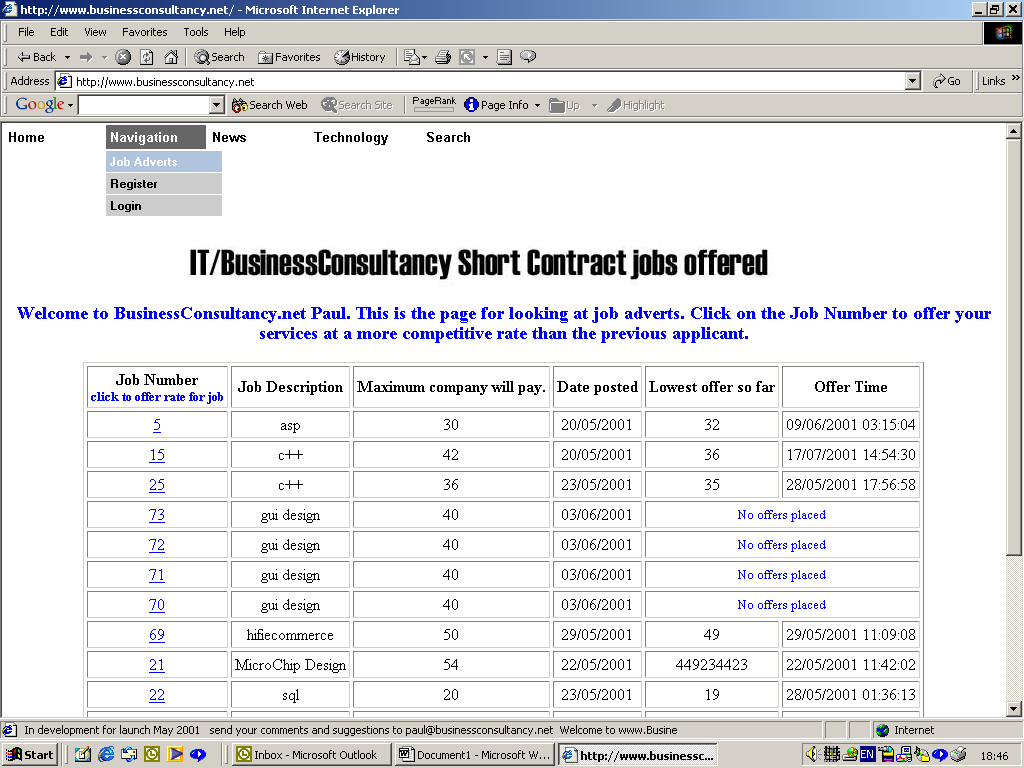 http://www.businessconsultancy.net/ - Microsoft Internet Explorer
File Edit View Favorites Tools Help
Back Search Favorites History
Address http://www.businessconsultancy.net Go Links »
Google Search Web Search Site PageRank Page Info Up Highlight
Home Navigation News Technology Search
Job Adverts
Register
Login
IT/BusinessConsultancy Short Contract jobs offered
Welcome to BusinessConsultancy.net Paul. This is the page for looking at job adverts. Click on the Job Number to offer your
services at a more competitive rate than the previous applicant.
Job Number Job Description Maximum company will pay. Date posted Lowest offer so far Offer Time
click to offer rate for job
5 asp 30 20/05/2001 32 09/06/2001 03:15:04
15 c++ 42 20/05/2001 36 17/07/2001 14:54:30
25 c++ 36 23/05/2001 35 28/05/2001 17:56:58
73 gui design 40 03/06/2001 No offers placed
72 gui design 40 03/06/2001 No offers placed
71 gui design 40 03/06/2001 No offers placed
70 gui design 40 03/06/2001 No offers placed
69 hifiecommerce 50 29/05/2001 49 29/05/2001 11:09:08
21 MicroChip Design 54 22/05/2001 449234423 22/05/2001 11:42:02
22 sql 20 23/05/2001 19 28/05/2001 01:36:13
In development for launch May 2001 send your comments and suggestions to paul@businessconsultancy.net Welcome to www.Busine Internet
Start Inbox - Microsoft Outlook Document1 - Microsoft W... http://www.businessc... EN 18:46